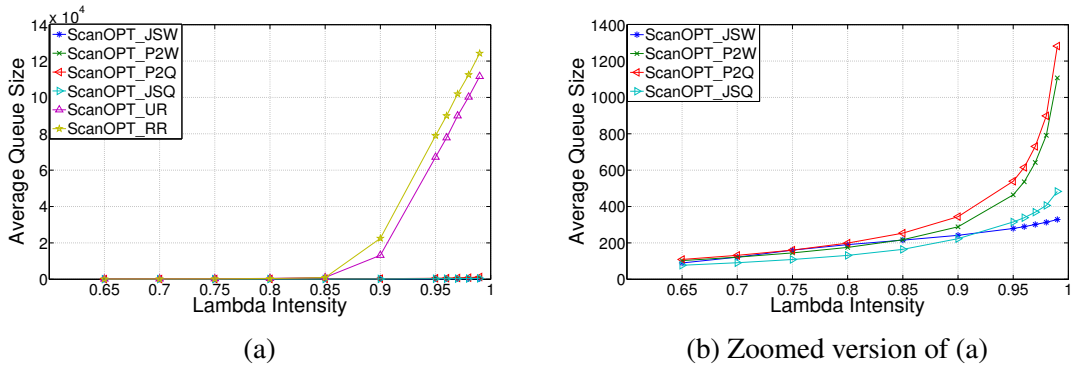 x 10^4
14
12
10
8
6
4
2
0
Average Queue Size
ScanOPT_JSW
ScanOPT_P2W
ScanOPT_P2Q
ScanOPT_JSQ
ScanOPT_UR
ScanOPT_RR
0.65 0.7 0.75 0.8 0.85 0.9 0.95 1
Lambda Intensity
(a)
1400
1200
1000
800
600
400
200
0
Average Queue Size
ScanOPT_JSW
ScanOPT_P2W
ScanOPT_P2Q
ScanOPT_JSQ
0.65 0.7 0.75 0.8 0.85 0.9 0.95 1
Lambda Intensity
(b) Zoomed version of (a)